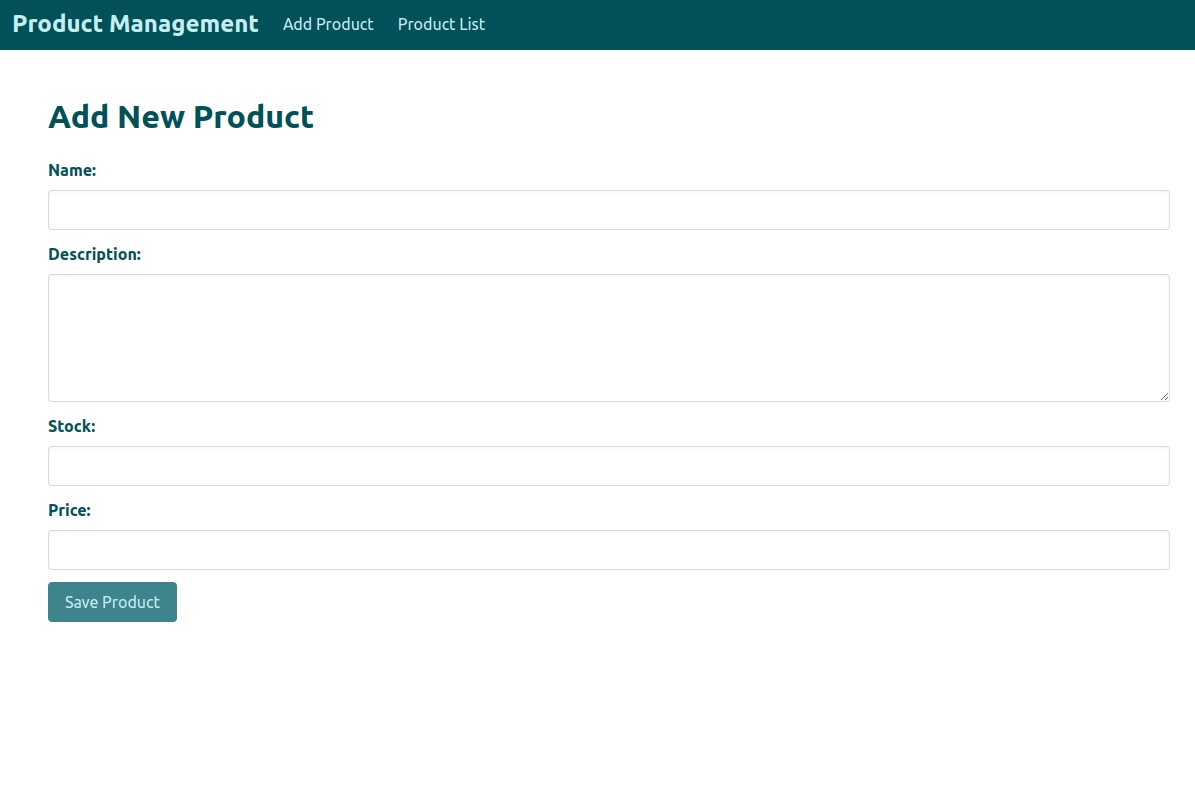 Product Management Add Product Product List
Add New Product
Name:
Description:
Stock:
Price:
Save Product